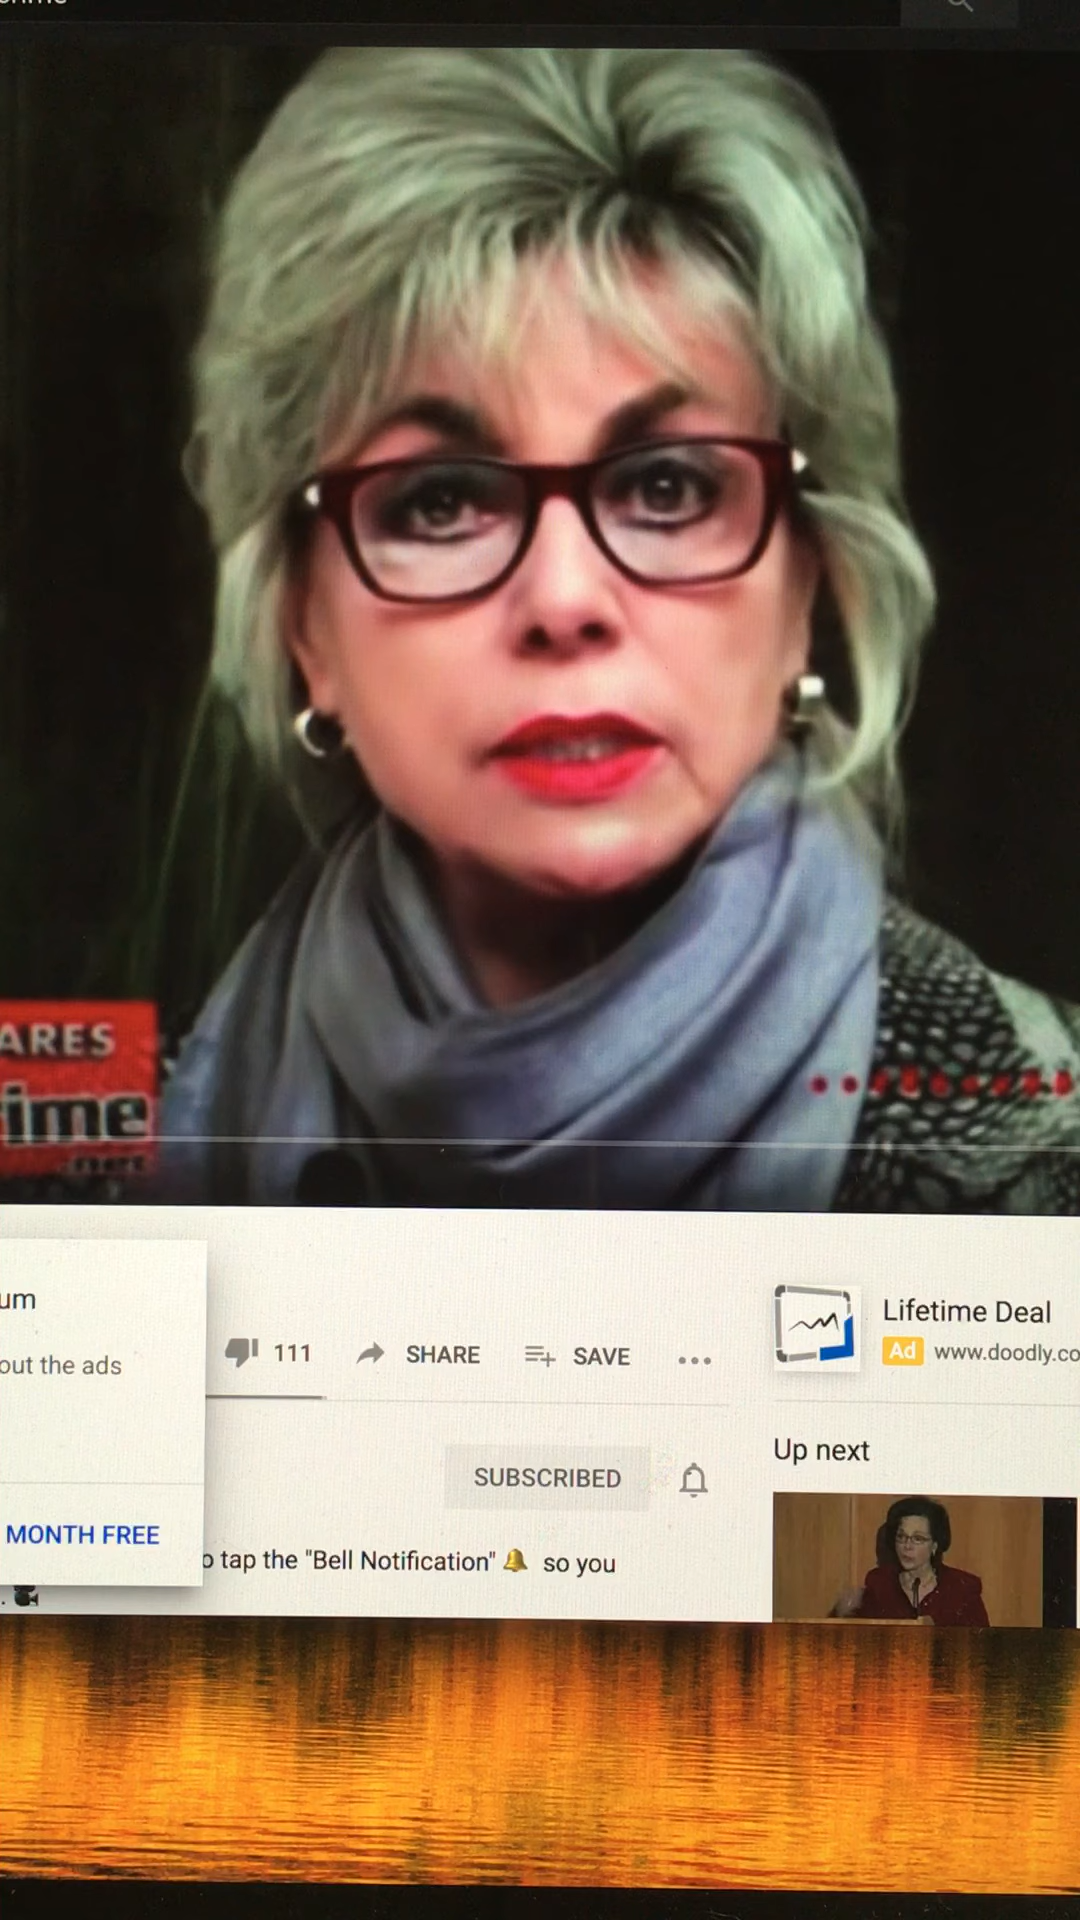 ARES
ime
um
out the ads
MONTH FREE
111
SHARE
SAVE
SUBSCRIBED
o tap the "Bell Notification" 🔔 so you
Lifetime Deal
Ad www.doodly.co
Up next